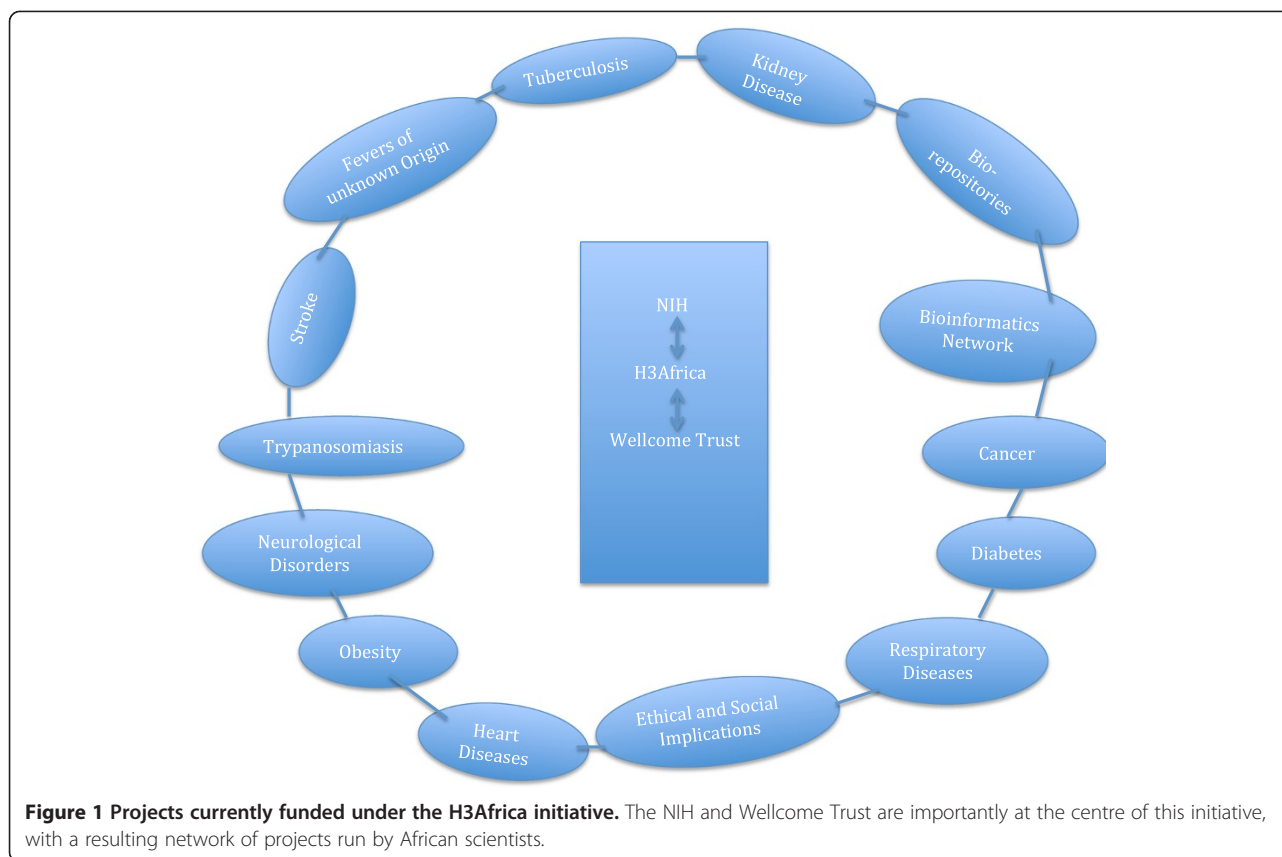 Tuberculosis
Kidney
Disease
Bio-
repositories
Bioinformatics
Network
Cancer
Diabetes
Respiratory
Diseases
Ethical and Social
Implications
Heart
Diseases
Obesity
Neurological
Disorders
Trypanosomiasis
Stroke
Fevers of
unknown Origin
NIH
H3Africa
Wellcome Trust
Figure 1 Projects currently funded under the H3Africa initiative. The NIH and Wellcome Trust are importantly at the centre of this initiative,
with a resulting network of projects run by African scientists.